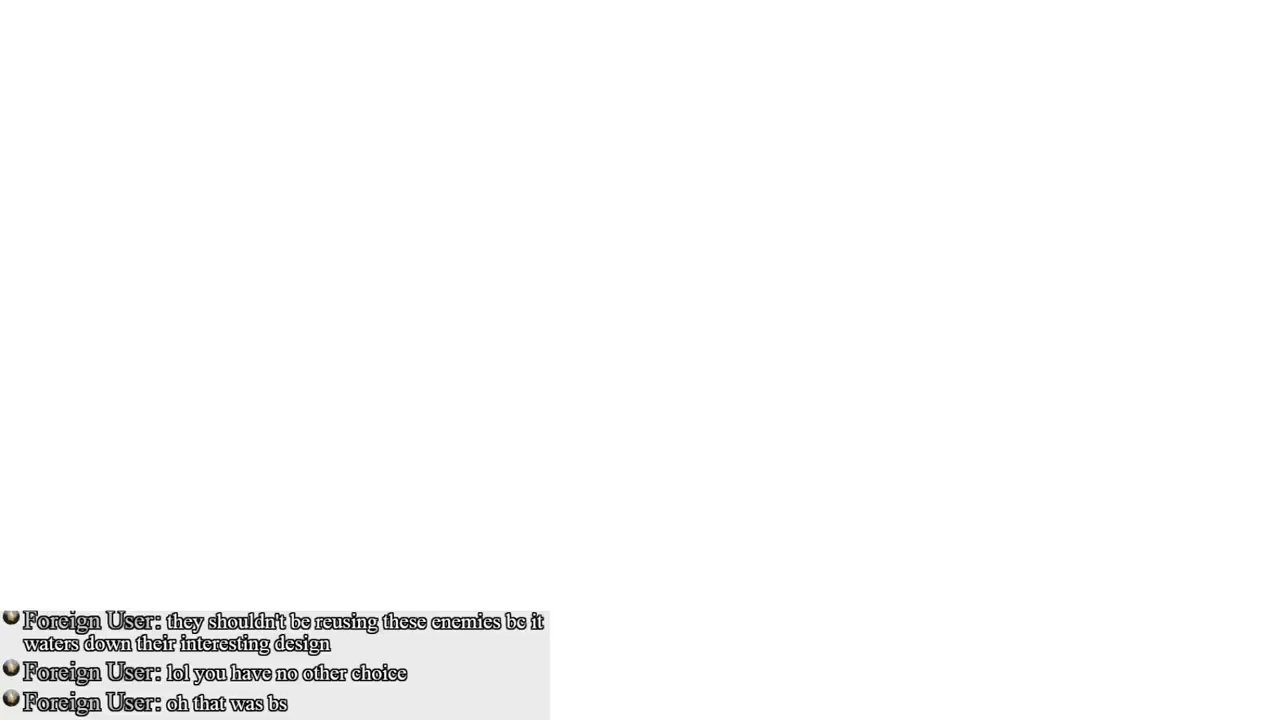 Foreign User: they shouldn't be reusing these enemies bc it
waters down their interesting design
Foreign User: lol you have no other choice
Foreign User: oh that was bs